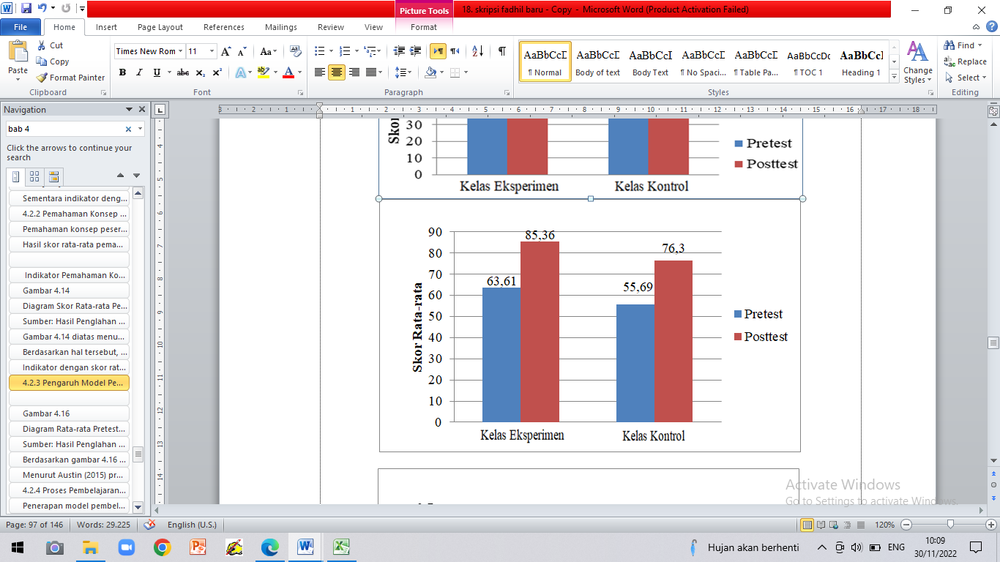 18. skripsi fadhil baru - Copy - Microsoft Word (Product Activation Failed)
Picture Tools
File Home Insert Page Layout References Mailings Review View Format
Paste
Cut
Copy
Format Painter
Clipboard
Times New Rom 11
Font
Paragraph
AaBbCcI AaBbCcI AaBbCcI AaBbCcI AaBbCcI AaBbCcDc AaBbCcl
¶ Normal Body of text Body Text ¶ No Spaci... ¶ Table Pa... ¶ TOC 1 Heading 1
Styles
Change Styles
Find
Replace
Select
Editing
Navigation
bab 4
Click the arrows to continue your
search
Sementara indikator deng...
4.2.2 Pemahaman Konsep ...
Pemahaman konsep peser...
Hasil skor rata-rata pema...
Indikator Pemahaman Ko...
Gambar 4.14
Diagram Skor Rata-rata Pe...
Sumber: Hasil Penglahan ...
Gambar 4.14 diatas menu...
Berdasarkan hal tersebut, ...
Indikator dengan skor rat...
4.2.3 Pengaruh Model Pe...
Gambar 4.16
Diagram Rata-rata Pretest...
Sumber: Hasil Penglahan ...
Berdasarkan gambar 4.16 ...
Menurut Austin (2015) pr...
4.2.4 Proses Pembelajaran...
Penerapan model pembel...
30
20
10
0
Kelas Eksperimen Kelas Kontrol
Pretest
Posttest
Skor Rata-rata
90
80
70
60
50
40
30
20
10
0
63,61 85,36 55,69 76,3
Kelas Eksperimen Kelas Kontrol
Pretest
Posttest
Activate Windows
Go to Settings to activate Windows.
Page: 97 of 146 Words: 29.225 English (U.S.) 120%
Hujan akan berhenti ENG 10:09
30/11/2022